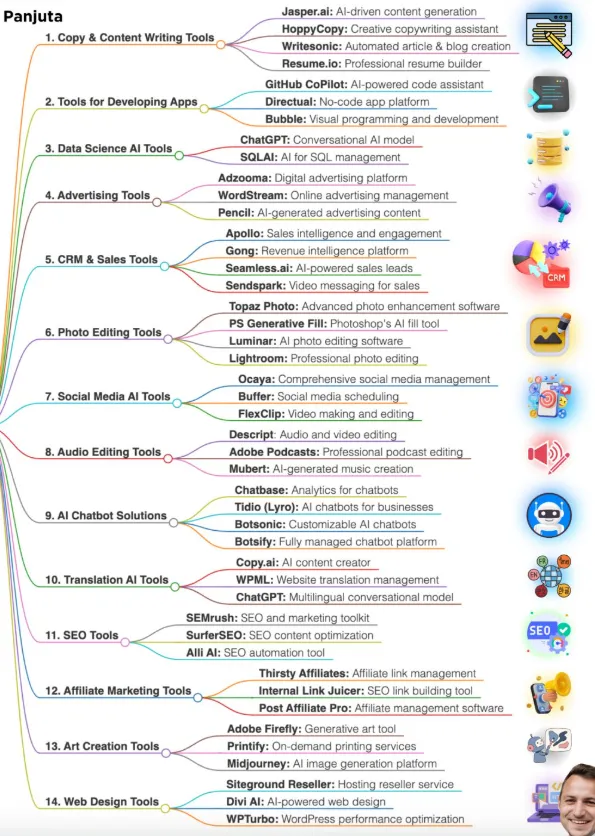 Panjuta
1. Copy & Content Writing Tools
Jasper.ai: AI-driven content generation
HoppyCopy: Creative copywriting assistant
Writesonic: Automated article & blog creation
Resume.io: Professional resume builder
2. Tools for Developing Apps
GitHub CoPilot: AI-powered code assistant
Directual: No-code app platform
Bubble: Visual programming and development
3. Data Science AI Tools
ChatGPT: Conversational AI model
SQLAI: AI for SQL management
4. Advertising Tools
Adzooma: Digital advertising platform
WordStream: Online advertising management
Pencil: AI-generated advertising content
5. CRM & Sales Tools
Apollo: Sales intelligence and engagement
Gong: Revenue intelligence platform
Seamless.ai: AI-powered sales leads
Sendspark: Video messaging for sales
CRM
6. Photo Editing Tools
Topaz Photo: Advanced photo enhancement software
PS Generative Fill: Photoshop's AI fill tool
Luminar: AI photo editing software
Lightroom: Professional photo editing
7. Social Media AI Tools
Ocaya: Comprehensive social media management
Buffer: Social media scheduling
FlexClip: Video making and editing
8. Audio Editing Tools
Descript: Audio and video editing
Adobe Podcasts: Professional podcast editing
Mubert: AI-generated music creation
9. AI Chatbot Solutions
Chatbase: Analytics for chatbots
Tidio (Lyro): AI chatbots for businesses
Botsonic: Customizable AI chatbots
Botsify: Fully managed chatbot platform
10. Translation AI Tools
Copy.ai: AI content creator
WPML: Website translation management
ChatGPT: Multilingual conversational model
11. SEO Tools
SEMrush: SEO and marketing toolkit
SurferSEO: SEO content optimization
Alli AI: SEO automation tool
SEO
12. Affiliate Marketing Tools
Thirsty Affiliates: Affiliate link management
Internal Link Juicer: SEO link building tool
Post Affiliate Pro: Affiliate management software
13. Art Creation Tools
Adobe Firefly: Generative art tool
Printify: On-demand printing services
Midjourney: AI image generation platform
14. Web Design Tools
Siteground Reseller: Hosting reseller service
Divi AI: AI-powered web design
WPTurbo: WordPress performance optimization